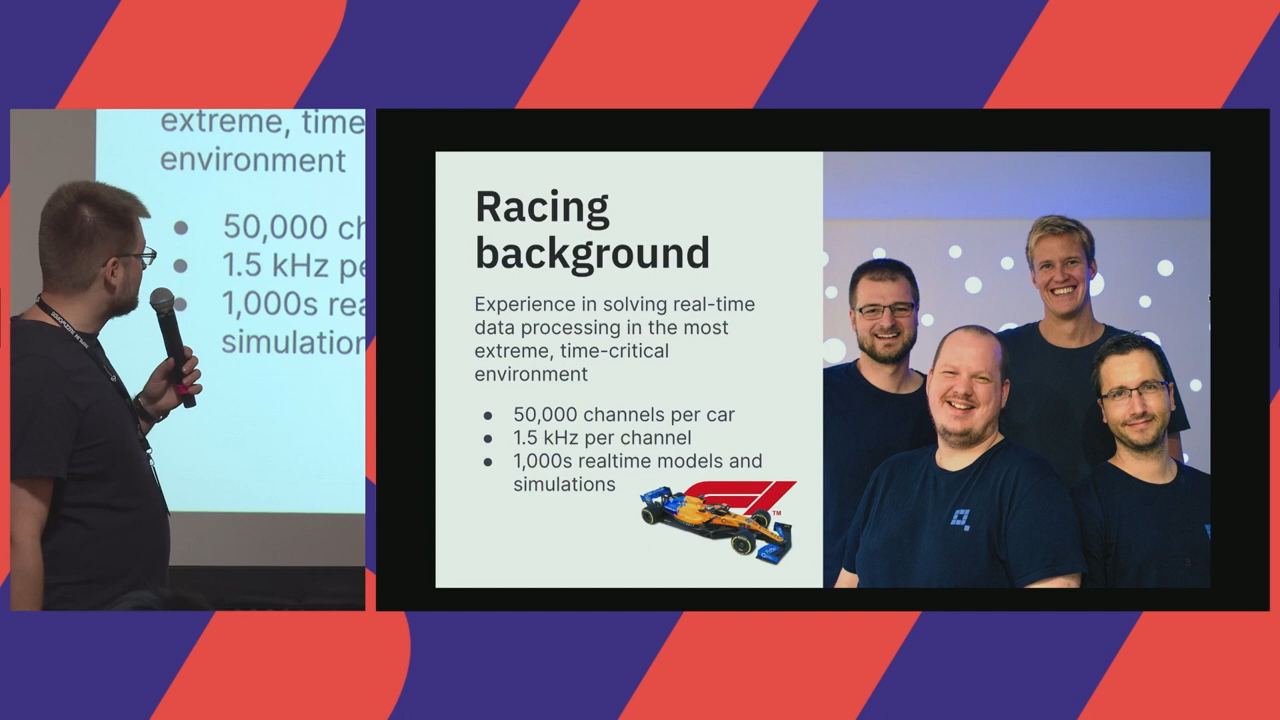 extreme, time
environment
50,000 ch
1.5 kHz pe
1,000s rea
simulation
Racing
background
Experience in solving real-time
data processing in the most
extreme, time-critical
environment
50,000 channels per car
1.5 kHz per channel
1,000s realtime models and
simulations
TM